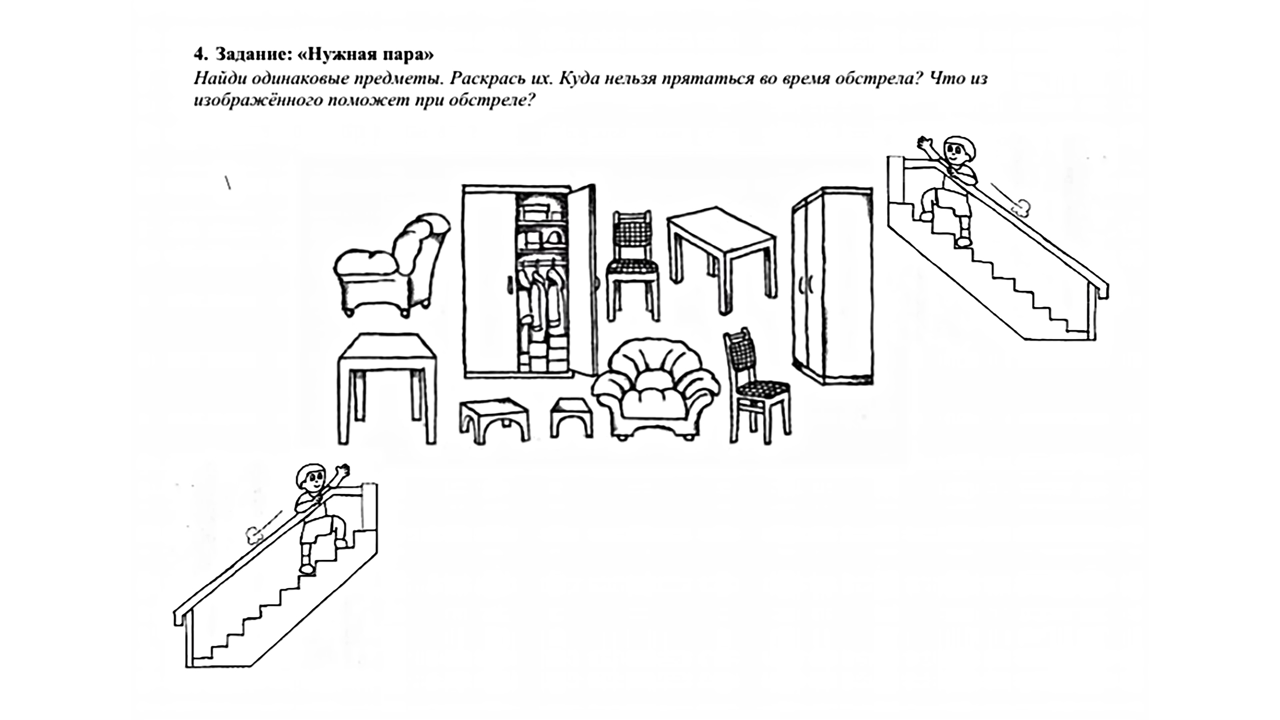 4. Задание: «Нужная пара»
Найди одинаковые предметы. Раскрась их. Куда нельзя прятаться во время обстрела? Что из
изображённого поможет при обстреле?